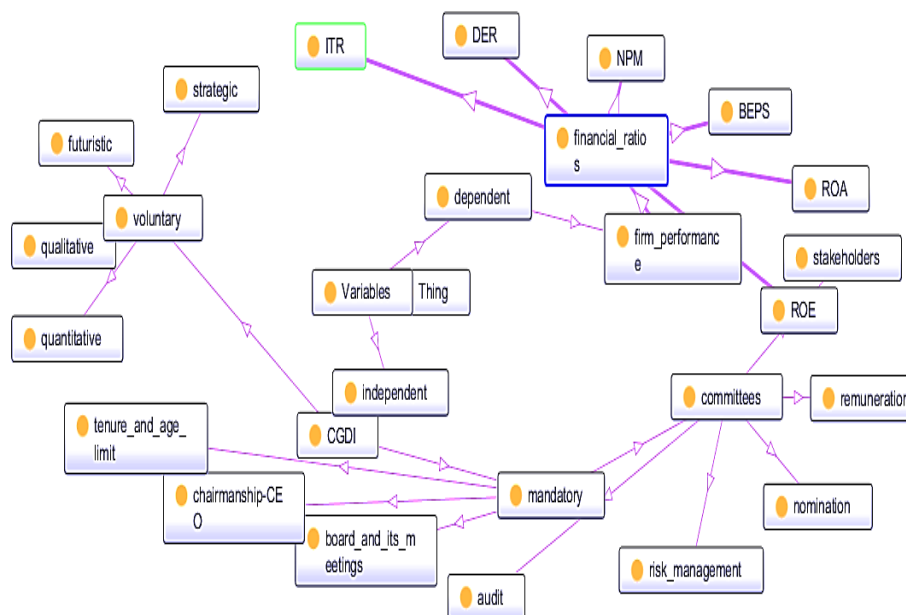 ITR
DER
NPM
strategic
BEPS
futuristic
financial_ratio
s
dependent
ROA
voluntary
firm_performanc
e
qualitative
stakeholders
Variables
Thing
ROE
quantitative
independent
committees
remuneration
tenure_and_age_
limit
CGDI
chairmanship-CE
O
mandatory
nomination
board_and_its_m
eetings
risk_management
audit